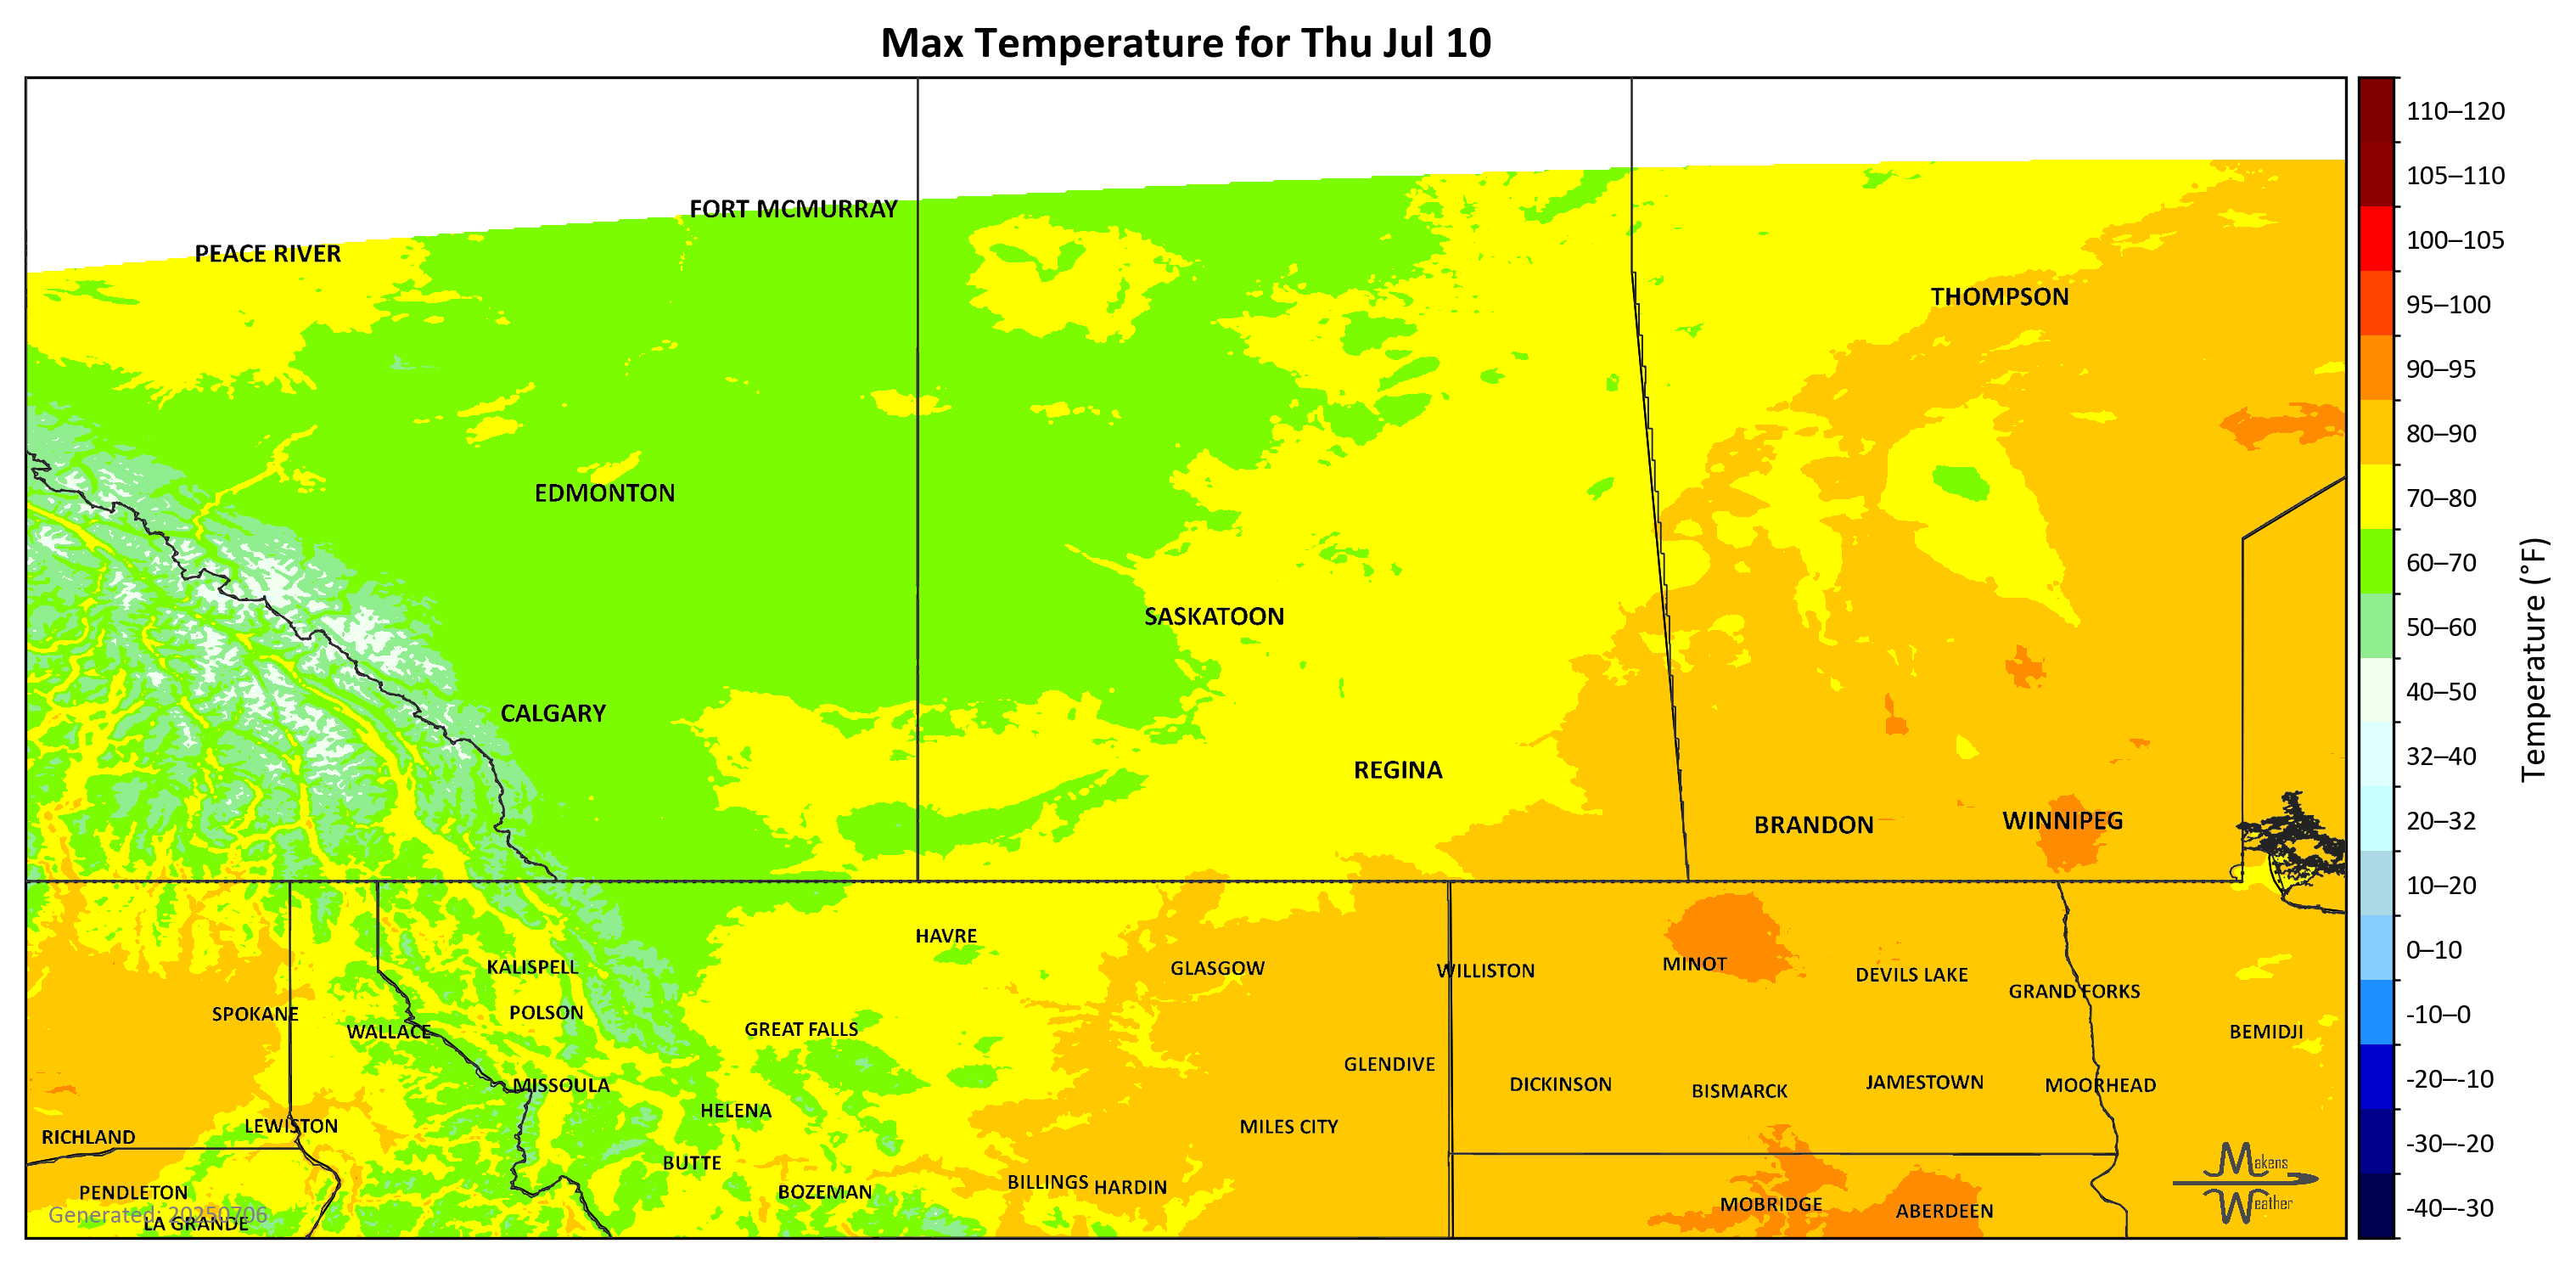 Max Temperature for Thu Jul 10
FORT MCMURRAY
PEACE RIVER
THOMPSON
EDMONTON
SASKATOON
CALGARY
REGINA
BRANDON
WINNIPEG
HAVRE
KALISPELL
GLASGOW
WILLISTON
MINOT
DEVILS LAKE
GRAND FORKS
SPOKANE
POLSON
WALLACE
GREAT FALLS
BEMIDJI
GLENDIVE
MISSOULA
DICKINSON
BISMARCK
JAMESTOWN
MOORHEAD
HELENA
LEWISTON
MILES CITY
RICHLAND
BUTTE
PENDLETON
BOZEMAN
BILLINGS
HARDIN
MOBRIDGE
ABERDEEN
Generated: 20250706
LA GRANDE
Makens
Weather
110–120
105–110
100–105
95–100
90–95
80–90
70–80
60–70
50–60
40–50
32–40
20–32
10–20
0–10
-10–0
-20–-10
-30–-20
-40–-30
Temperature (°F)